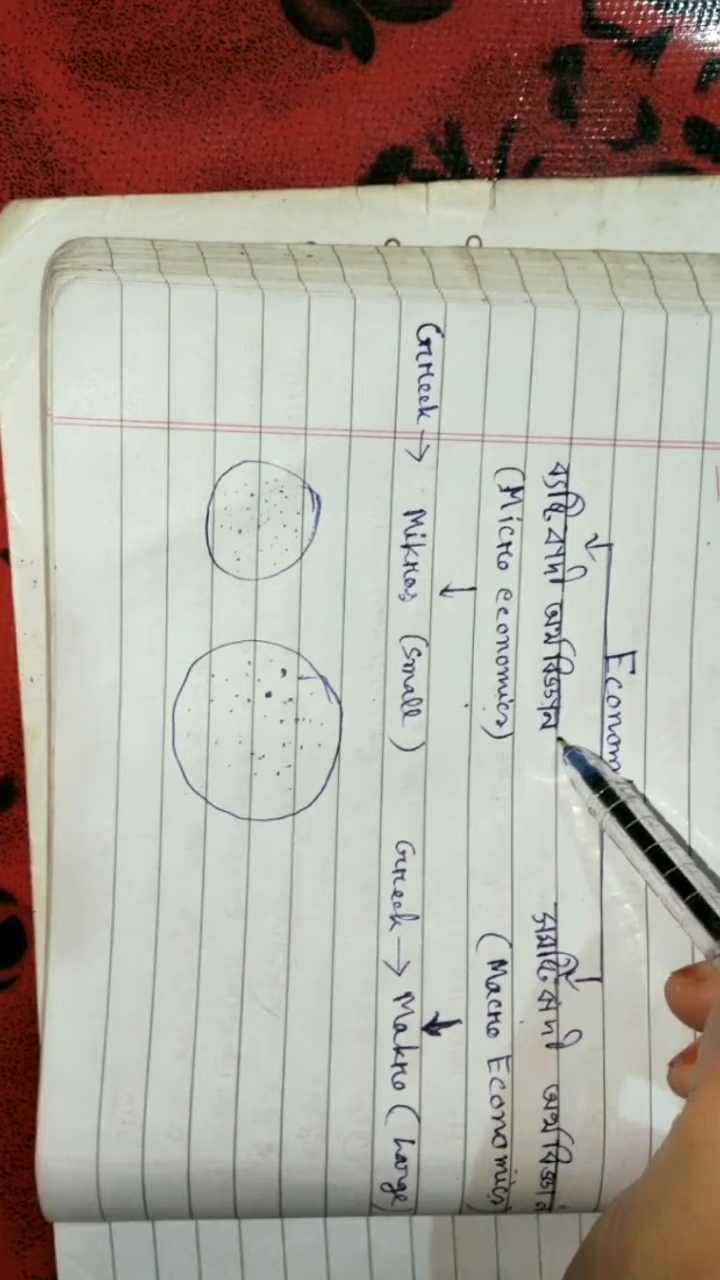 Econom
ব্যষ্টিবাদী অর্থবিজ্ঞান সমষ্টিবাদী অর্থবিজ্ঞান
(Micro economics) (Macro Economics)
Greek → Mikros (small) Greek → Makro (Large)